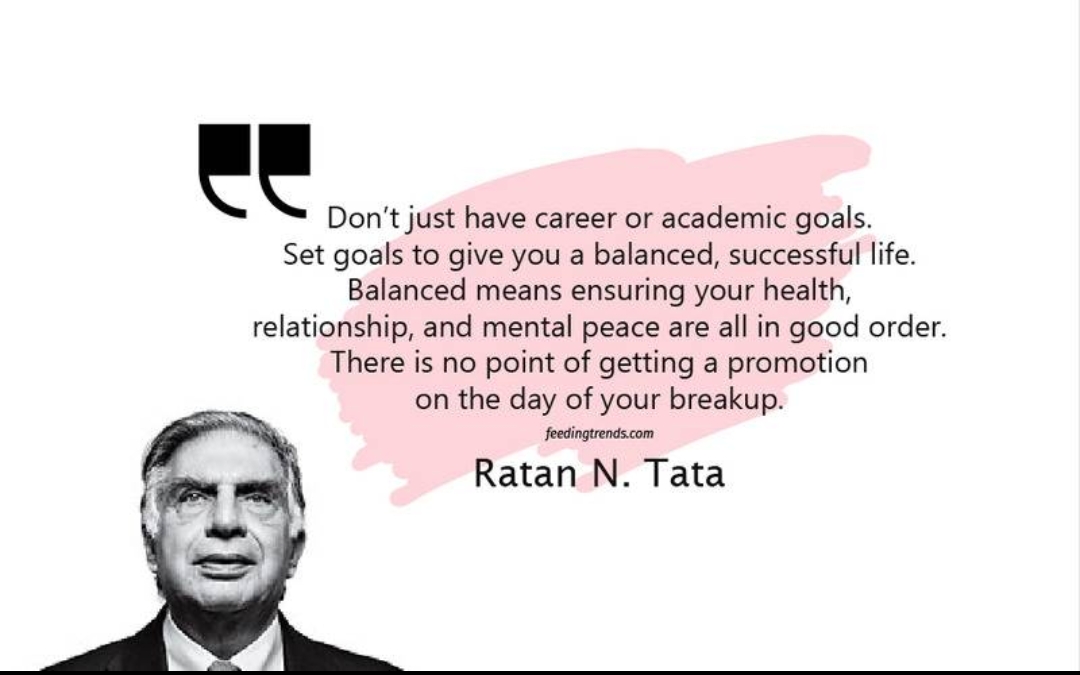 Don't just have career or academic goals.
Set goals to give you a balanced, successful life.
Balanced means ensuring your health,
relationship, and mental peace are all in good order.
There is no point of getting a promotion
on the day of your breakup.
feedingtrends.com
Ratan N. Tata